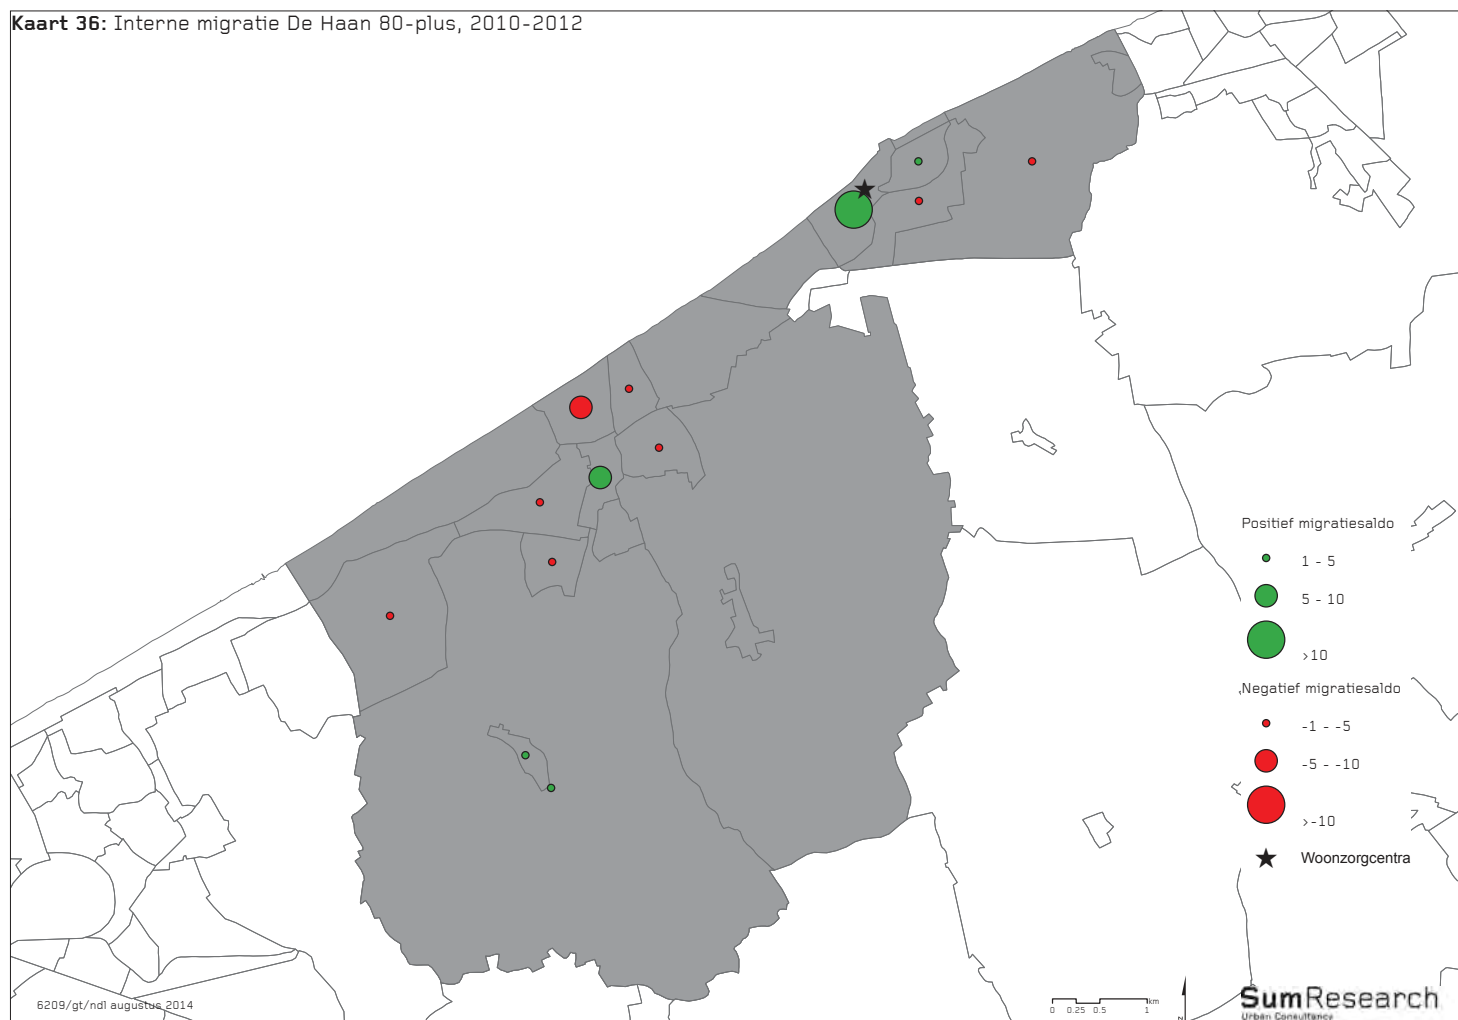 Kaart 36: Interne migratie De Haan 80-plus, 2010-2012
Positief migratiesaldo
1 - 5
5 - 10
>10
Negatief migratiesaldo
-1 - -5
-5 - -10
>-10
Woonzorgcentra
6209/gt/ndl augustus 2014
0 0.25 0.5 1 km
z
SumResearch
Urban Consultancy